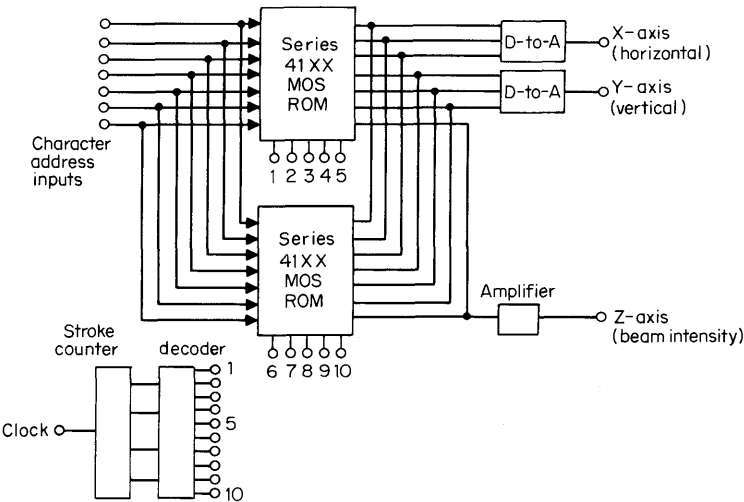 Series
41XX
MOS
ROM
D-to-A
X-axis
(horizontal)
D-to-A
Y-axis
(vertical)
Character
address
inputs
1 2 3 4 5
Series
41XX
MOS
ROM
Amplifier
Z-axis
(beam intensity)
6 7 8 9 10
Stroke
counter
decoder
1
Clock
5
10